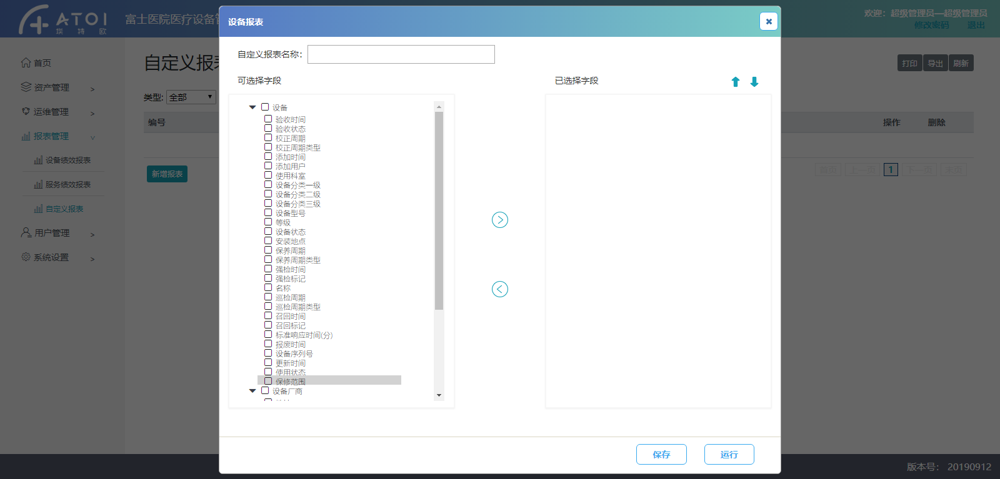 ATOI
埃特欧
富士医院医疗设备管
欢迎：超级管理员—超级管理员
修改密码 退出
首页
资产管理 >
运维管理 >
报表管理 v
设备绩效报表
服务绩效报表
自定义报表
用户管理 >
系统设置 >
自定义报
打印 导出 刷新
类型: 全部
编号 操作 删除
新增报表
首页 上一页 1 下一页 末页
设备报表
自定义报表名称：
可选择字段
已选择字段
设备
验收时间
验收状态
校正周期
校正周期类型
添加时间
添加用户
使用科室
设备分类一级
设备分类二级
设备分类三级
设备型号
等级
设备状态
安装地点
保养周期
保养周期类型
强检时间
强检标记
名称
巡检周期
巡检周期类型
召回时间
召回标记
标准响应时间(分)
报废时间
设备序列号
更新时间
使用状态
保修范围
设备厂商
保存 运行
版本号： 20190912